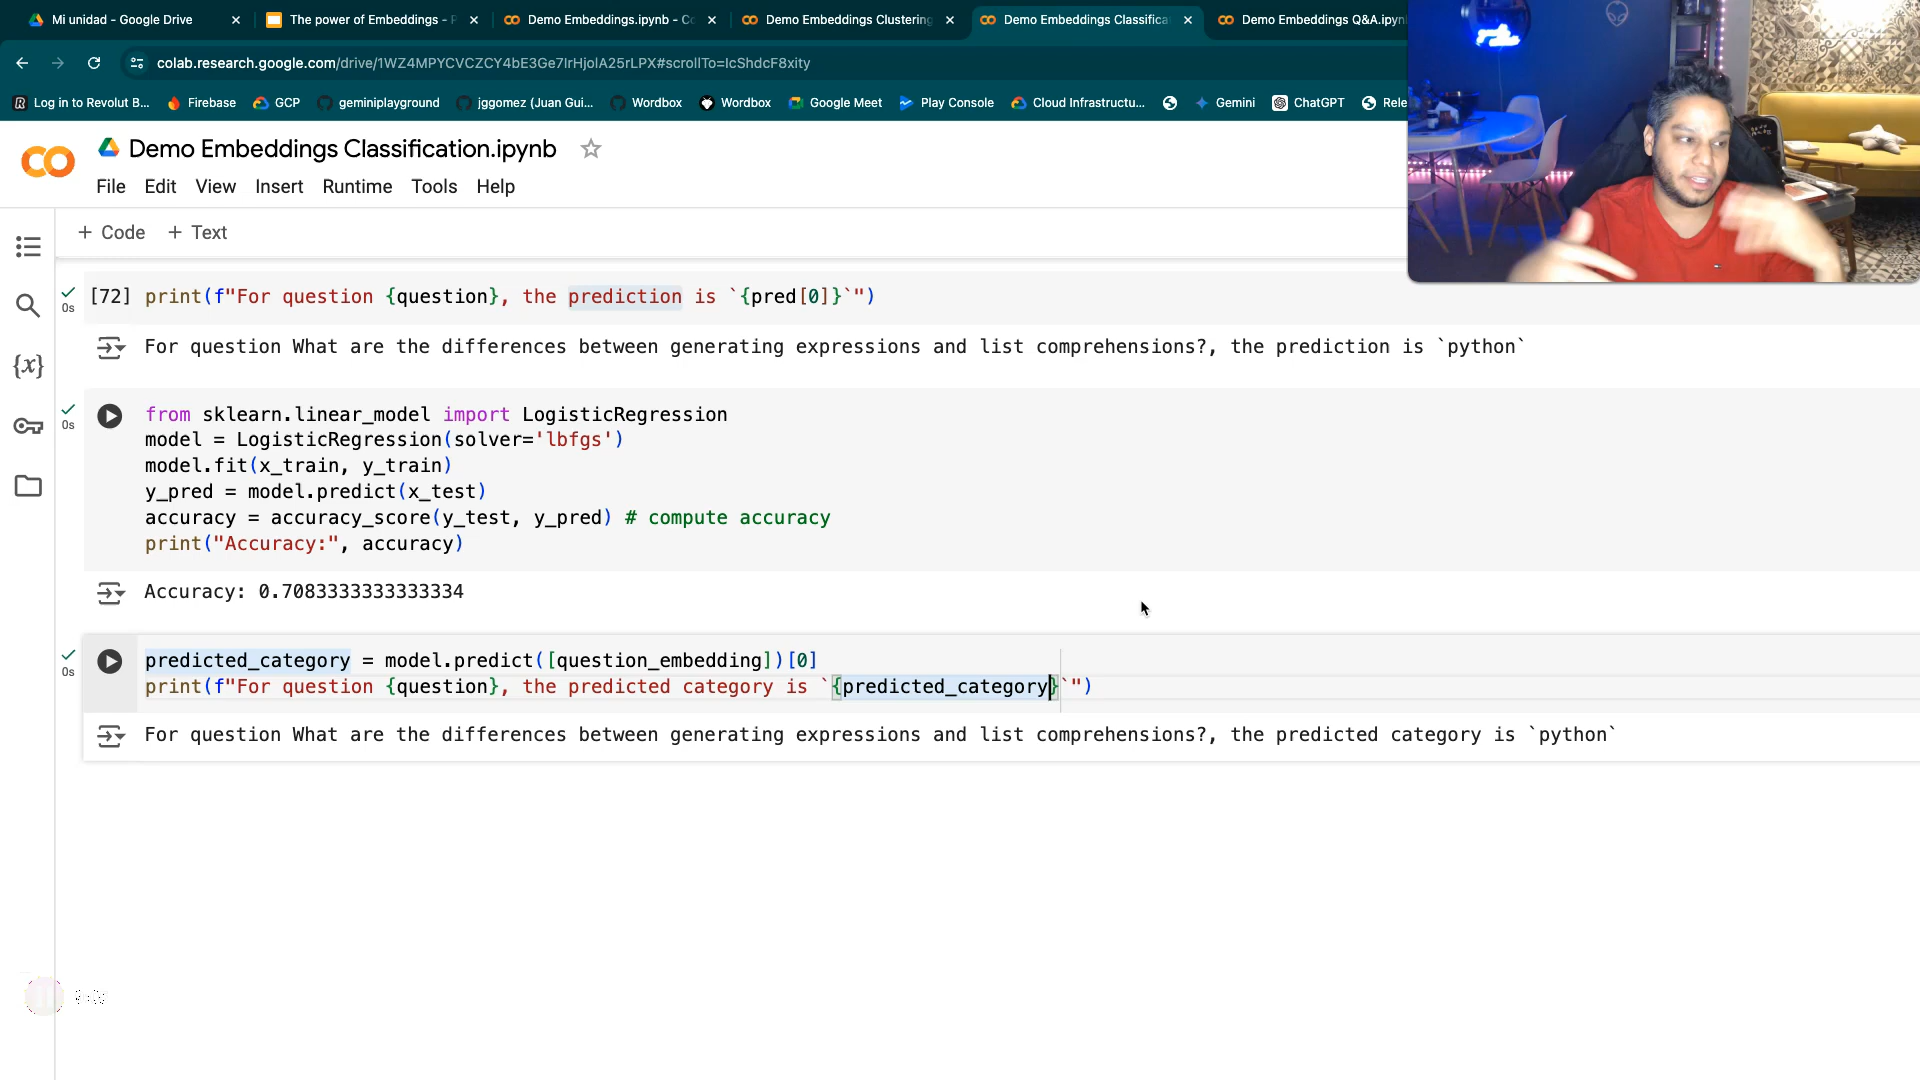 Mi unidad - Google Drive
The power of Embeddings -
Demo Embeddings.ipynb -
Demo Embeddings Clustering
Demo Embeddings Classifica
Demo Embeddings Q&A.ipyn
colab.research.google.com/drive/1WZ4MPYCVCZCY4bE3Ge7lrHjolA25rLPX#scrollTo=lcShdcF8xity
Log in to Revolut B...
Firebase
GCP
geminiplayground
jggomez (Juan Gui...
Wordbox
Wordbox
Google Meet
Play Console
Cloud Infrastructu...
Gemini
ChatGPT
Rele
Demo Embeddings Classification.ipynb
File Edit View Insert Runtime Tools Help
+ Code + Text
[72] print(f"For question {question}, the prediction is `{pred[0]}`")
0s
For question What are the differences between generating expressions and list comprehensions?, the prediction is `python`
from sklearn.linear_model import LogisticRegression
0s
model = LogisticRegression(solver='lbfgs')
model.fit(x_train, y_train)
y_pred = model.predict(x_test)
accuracy = accuracy_score(y_test, y_pred) # compute accuracy
print("Accuracy:", accuracy)
Accuracy: 0.7083333333333334
predicted_category = model.predict([question_embedding])[0]
0s
print(f"For question {question}, the predicted category is `{predicted_category}`")
For question What are the differences between generating expressions and list comprehensions?, the predicted category is `python`